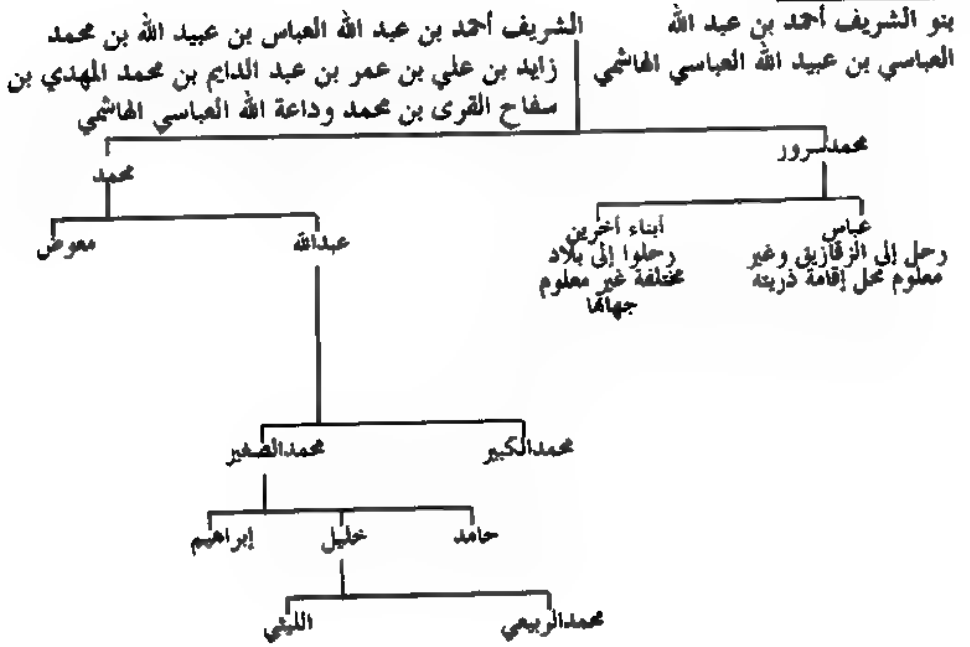 بنو الشريف أحمد بن عبد الله
العباسي بن عبيد الله العباسي الهاشمي
الشريف أحمد بن عبد الله العباس بن عبيد الله بن محمد
زايد بن علي بن عمر بن عبد الدايم بن محمد المهدي بن
سفاح القرى بن محمد وداعة الله العباسي الهاشمي
محمد سرور
محمد
عباس
رحل إلى الزقازيق وغير
معلوم محل إقامة ذريته
أبناء أخرين
رحلوا إلى بلاد
مختلفة غير معلوم
جهاتها
عبدالله
معوض
محمدالكبير
محمدالصغير
حامد
خليل
إبراهيم
محمدالربيعي
الليثي